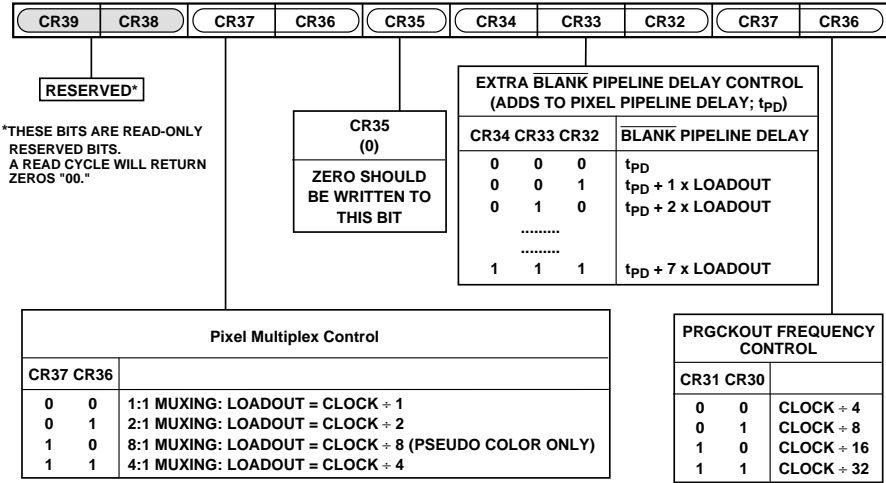 CR39 CR38 CR37 CR36 CR35 CR34 CR33 CR32 CR37 CR36
RESERVED*
*THESE BITS ARE READ-ONLY
RESERVED BITS.
A READ CYCLE WILL RETURN
ZEROS "00."
CR35
(0)
ZERO SHOULD
BE WRITTEN TO
THIS BIT
EXTRA BLANK PIPELINE DELAY CONTROL
(ADDS TO PIXEL PIPELINE DELAY; tPD)
CR34 CR33 CR32 BLANK PIPELINE DELAY
0 0 0 tPD
0 0 1 tPD + 1 x LOADOUT
0 1 0 tPD + 2 x LOADOUT
.........
.........
1 1 1 tPD + 7 x LOADOUT
Pixel Multiplex Control
CR37 CR36
0 0 1:1 MUXING: LOADOUT = CLOCK ÷ 1
0 1 2:1 MUXING: LOADOUT = CLOCK ÷ 2
1 0 8:1 MUXING: LOADOUT = CLOCK ÷ 8 (PSEUDO COLOR ONLY)
1 1 4:1 MUXING: LOADOUT = CLOCK ÷ 4
PRGCKOUT FREQUENCY
CONTROL
CR31 CR30
0 0 CLOCK ÷ 4
0 1 CLOCK ÷ 8
1 0 CLOCK ÷ 16
1 1 CLOCK ÷ 32